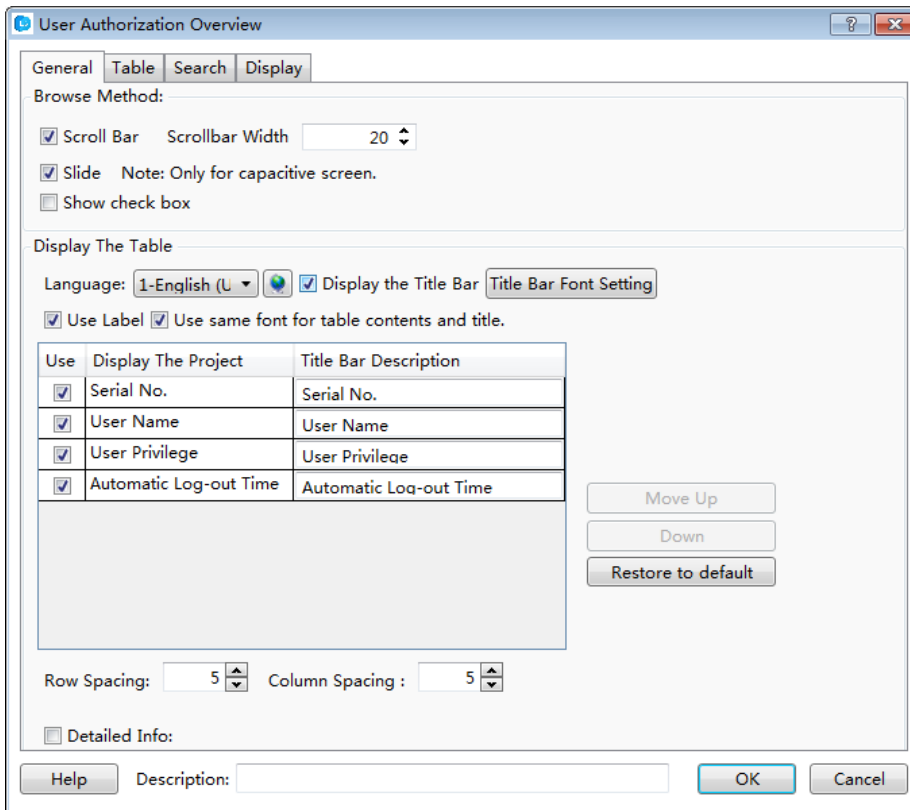 User Authorization Overview
General Table Search Display
Browse Method:
Scroll Bar Scrollbar Width 20
Slide Note: Only for capacitive screen.
Show check box
Display The Table
Language: 1-English (U Display the Title Bar Title Bar Font Setting
Use Label Use same font for table contents and title.
Use Display The Project Title Bar Description
Serial No. Serial No.
User Name User Name
User Privilege User Privilege
Automatic Log-out Time Automatic Log-out Time
Move Up
Down
Restore to default
Row Spacing: 5 Column Spacing : 5
Detailed Info:
Help Description: OK Cancel